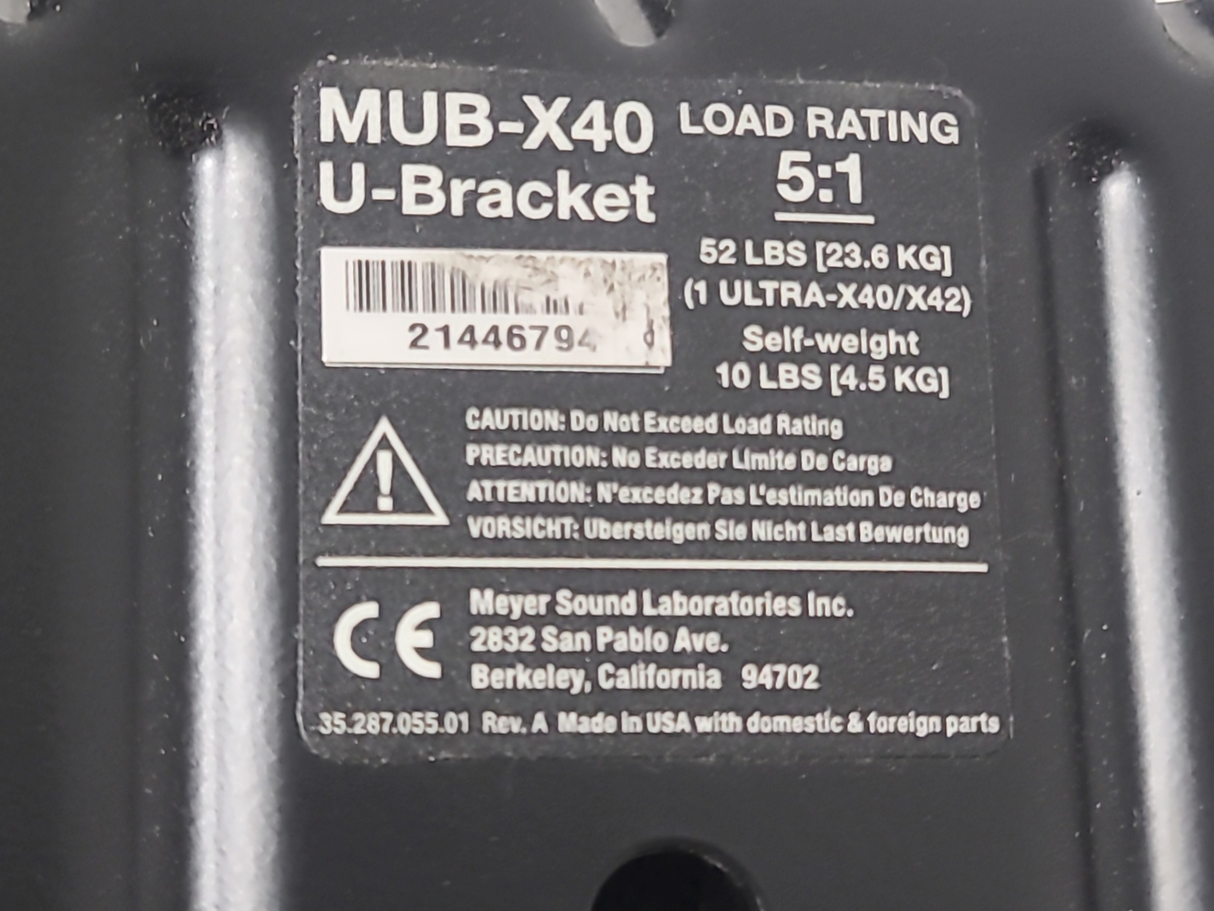 MUB-X40
U-Bracket
LOAD RATING
5:1
52 LBS [23.6 KG]
(1 ULTRA-X40/X42)
Self-weight
10 LBS [4.5 KG]
CAUTION: Do Not Exceed Load Rating
PRECAUTION: No Exceder Limite De Carga
ATTENTION: N'excedez Pas L'estimation De Charge
VORSICHT: Ubersteigen Sie Nicht Last Bewertung
CE
Meyer Sound Laboratories Inc.
2832 San Pablo Ave.
Berkeley, California 94702
35.287.055.01 Rev. A Made in USA with domestic & foreign parts